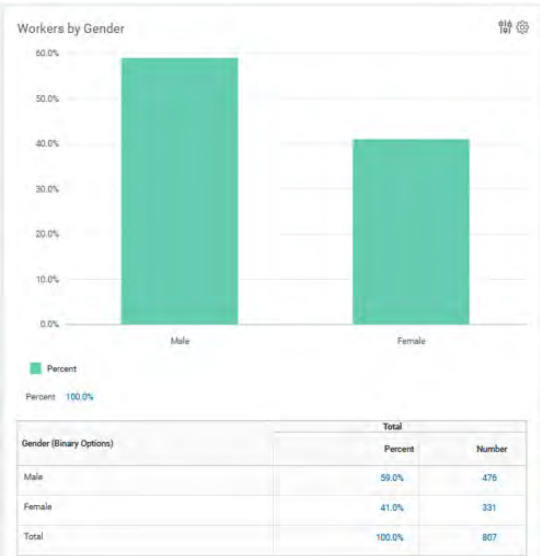 Workers by Gender
60.0%
50.0%
40.0%
30.0%
20.0%
10.0%
0.0%
Male Female
Percent
Percent 100.0%
Total
Gender (Binary Options) Percent Number
Male 59.0% 476
Female 41.0% 331
Total 100.0% 807